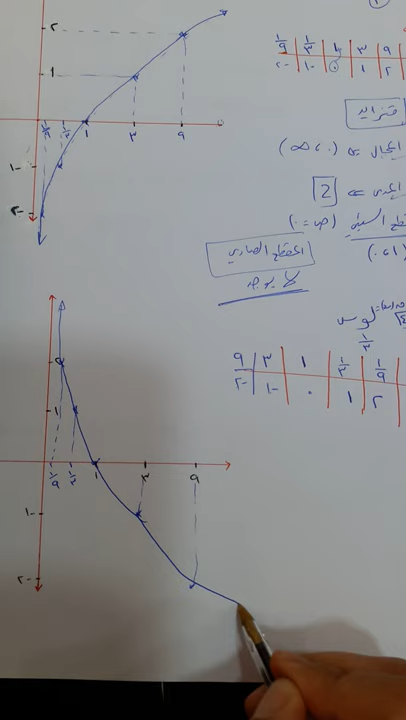 ١/٩ ١/٣ ١ ٣ ٩
٢- ١- ٠ ١ ٢
تزايد
المجال ⇐ (٠،∞)
المدى ⇐ ح
(ص=٠)
(٠،١)
المقطع الصادي
لا يوجد
لو س
١/٣
٩ ٣ ١ ١/٣ ١/٩
٢- ١- ٠ ١ ٢
٢
١
١/٩ ١/٣ ١ ٣ ٩
١-
٢-
١
١/٩ ١/٣ ١ ٣ ٩
١-
٢-